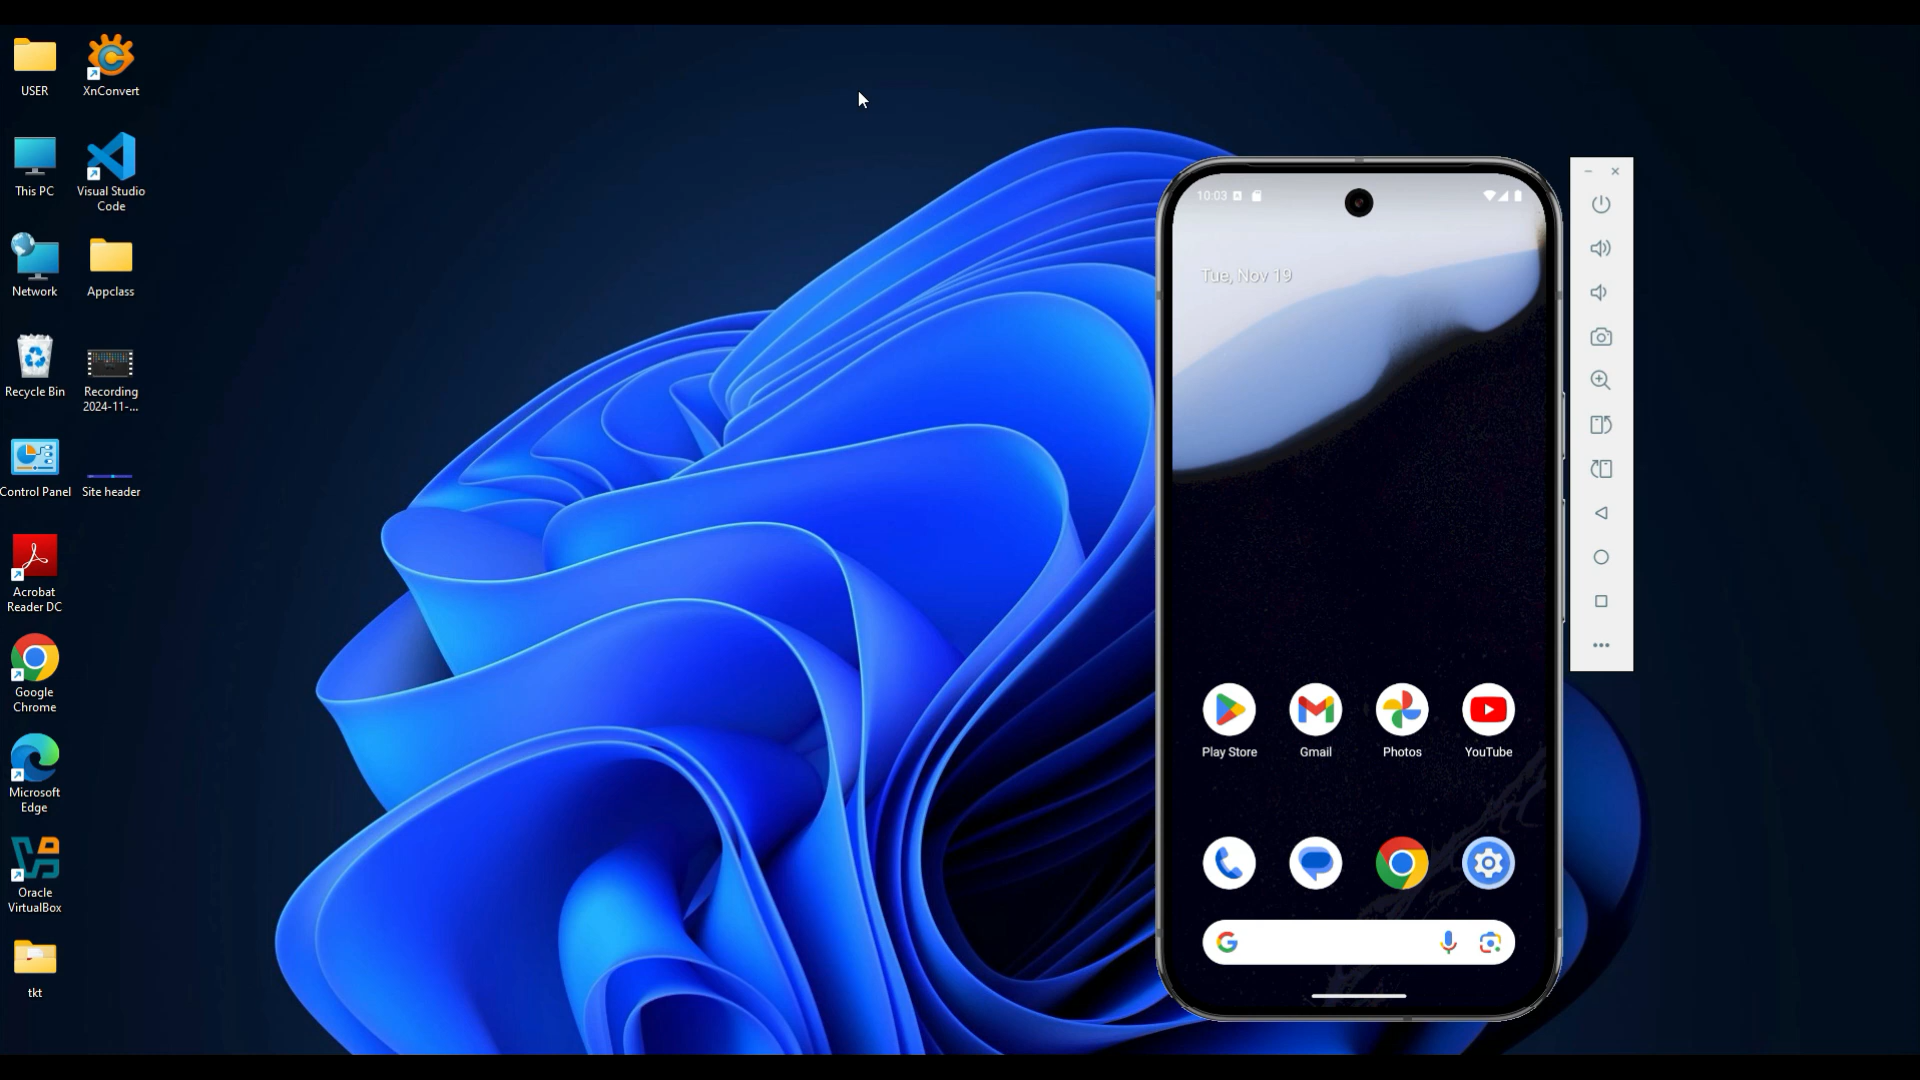 USER
XnConvert
This PC
Visual Studio
Code
Network
Appclass
Recycle Bin
Recording
2024-11-...
Control Panel
Site header
Acrobat
Reader DC
Google
Chrome
Microsoft
Edge
Oracle
VirtualBox
tkt
10:03
Tue, Nov 19
Play Store
Gmail
Photos
YouTube